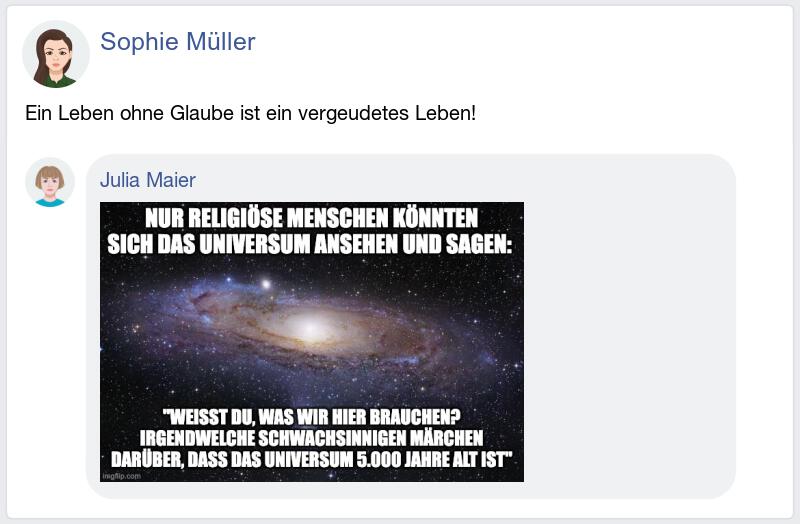 Sophie Müller
Ein Leben ohne Glaube ist ein vergeudetes Leben!
Julia Maier
NUR RELIGIÖSE MENSCHEN KÖNNTEN
SICH DAS UNIVERSUM ANSEHEN UND SAGEN:
"WEISST DU, WAS WIR HIER BRAUCHEN?
IRGENDWELCHE SCHWACHSINNIGEN MÄRCHEN
DARÜBER, DASS DAS UNIVERSUM 5.000 JAHRE ALT IST"
imgflip.com